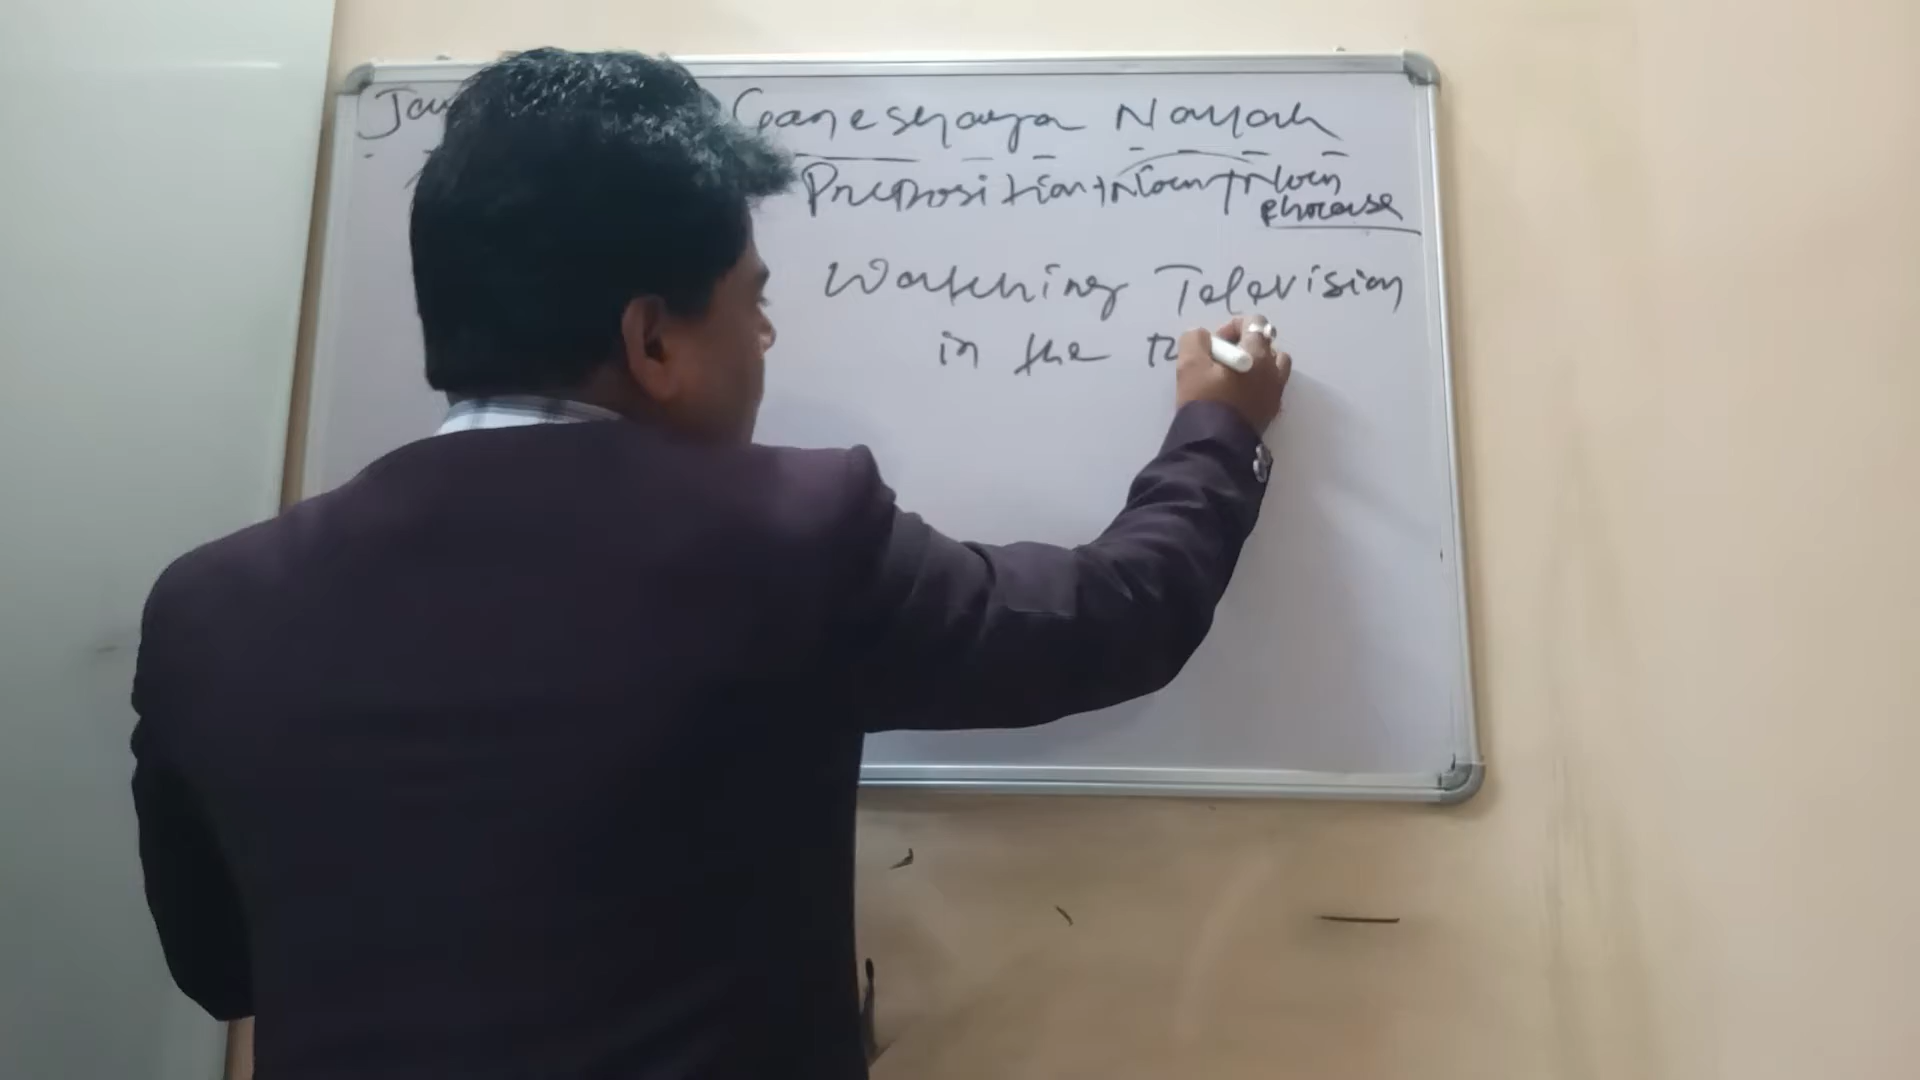 Ganeshaya Namah
Preposition + Noun + Noun
Phrase
Watching Television
in the